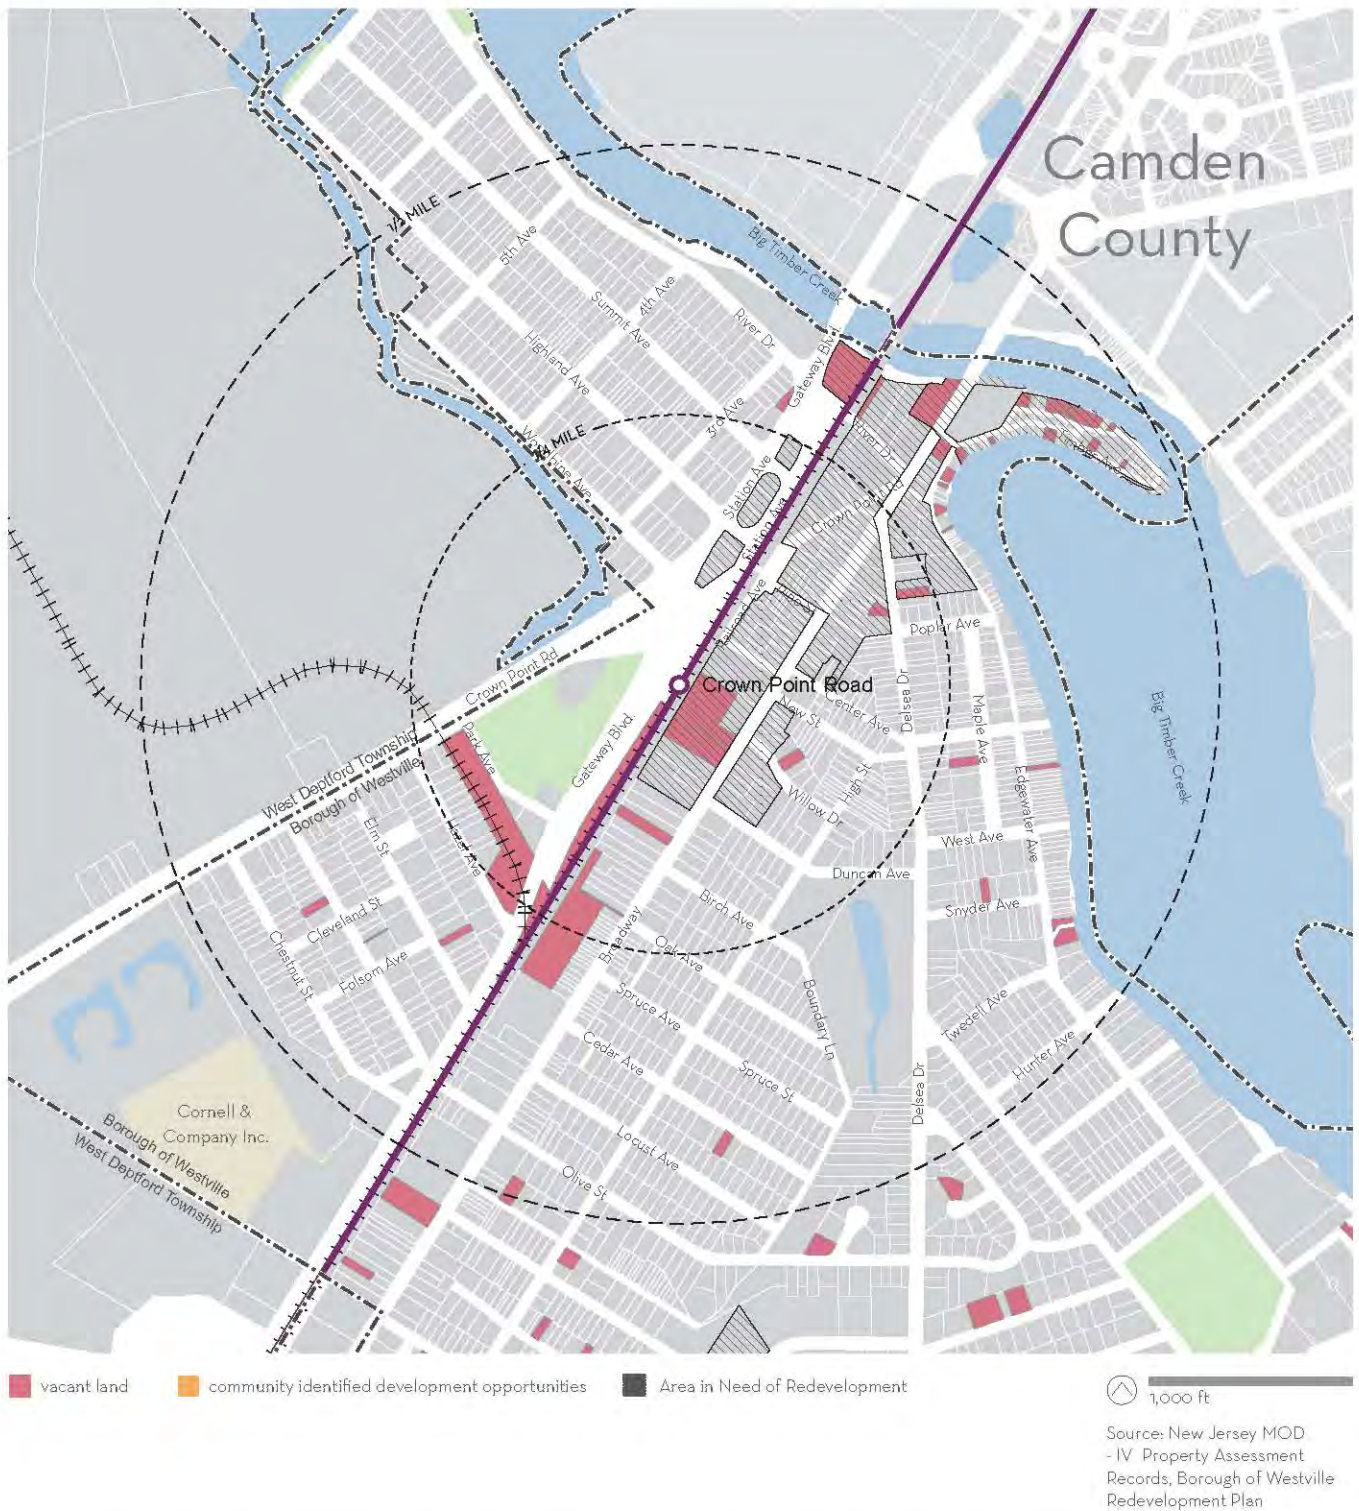 Camden
County
1/2 MILE
5th Ave
4th Ave
Summit Ave
Highland Ave
River Dr
Big Timber Creek
Gateway Blvd.
3rd Ave
1/4 MILE
Station Ave
Station Ave
River Dr
Timber Ave
Crown Point Rd
Railroad Ave
Poplar Ave
Crown Point Rd
Crown Point Road
Delsea Dr
Center Ave
New St
Maple Ave
Big Timber Creek
Park Ave
Gateway Blvd.
West Deptford Township
Borough of Westville
High St
Edgewater Ave
Willow Dr
Elm St
West Ave
Duncan Ave
Birch Ave
Snyder Ave
Cleveland St
Broadway
Oak Ave
Chestnut St
Folsom Ave
Spruce Ave
Boundary Ln
Twedell Ave
Cedar Ave
Spruce St
Hunter Ave
Delsea Dr
Cornell &
Company Inc.
Borough of Westville
West Deptford Township
Locust Ave
Olive St
vacant land
community identified development opportunities
Area in Need of Redevelopment
1,000 ft
Source: New Jersey MOD
- IV Property Assessment
Records, Borough of Westville
Redevelopment Plan